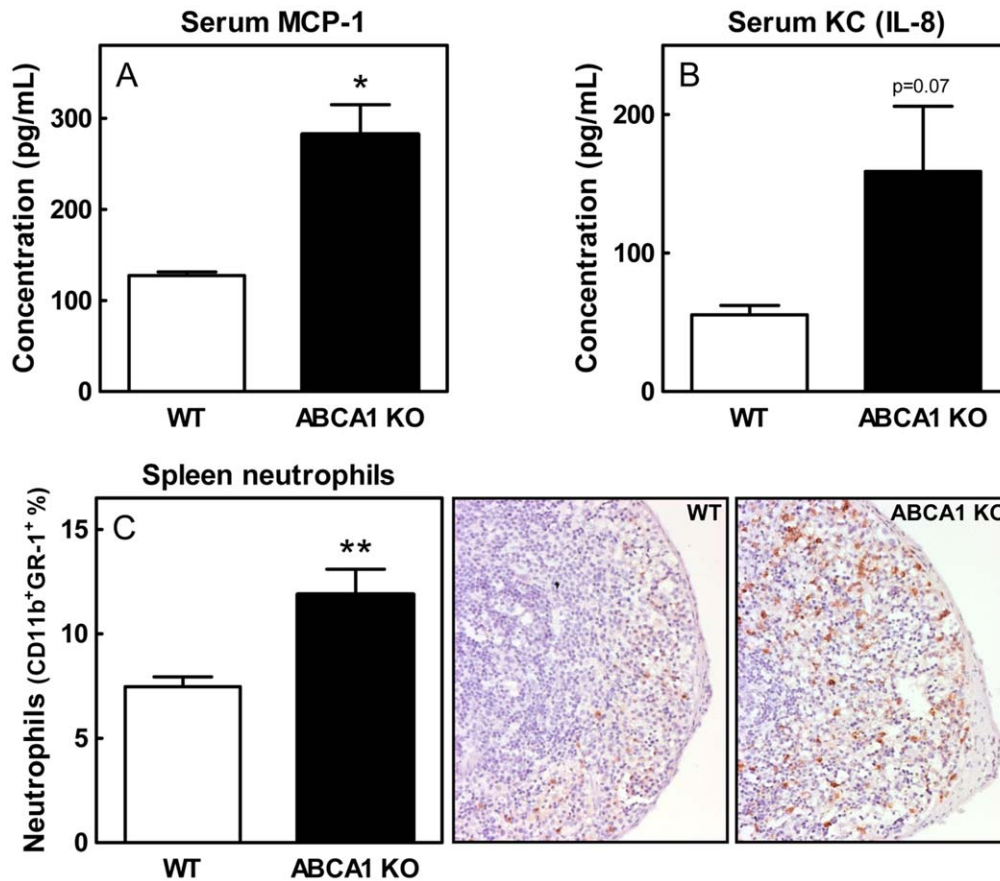 Serum MCP-1
A
*
Concentration (pg/mL)
300
200
100
0
WT
ABCA1 KO
Serum KC (IL-8)
B
p=0.07
Concentration (pg/mL)
200
100
0
WT
ABCA1 KO
Spleen neutrophils
C
**
Neutrophils (CD11b⁺GR-1⁺ %)
15
10
5
0
WT
ABCA1 KO
WT
ABCA1 KO